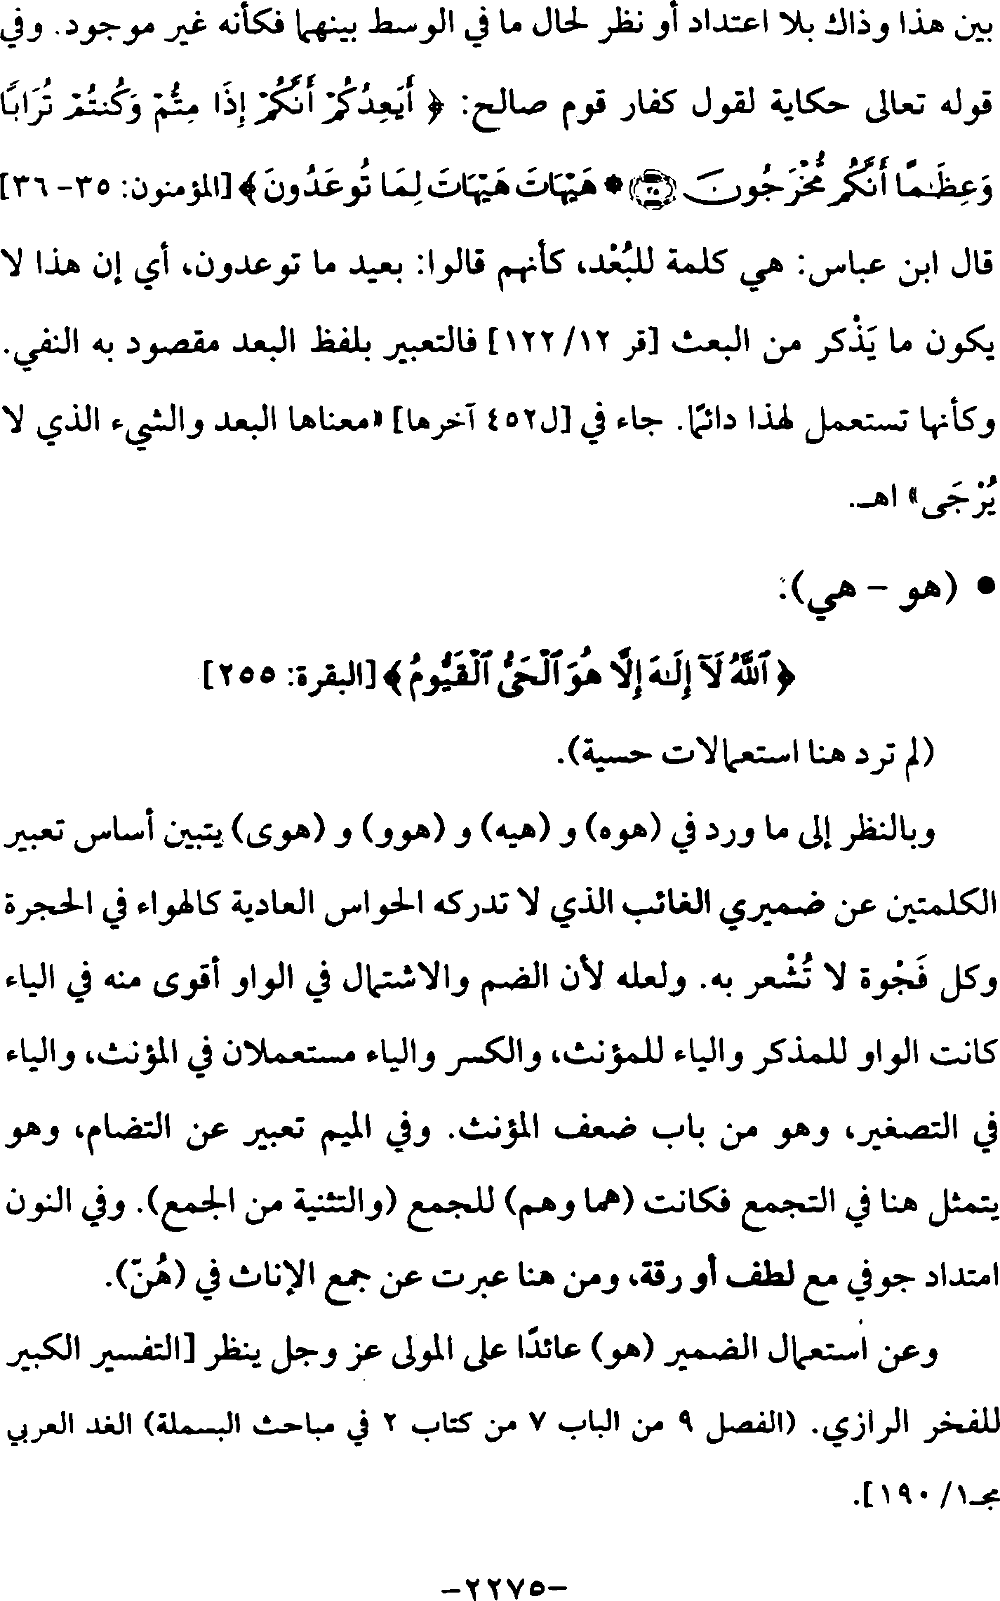 بين هذا وذاك بلا اعتداد أو نظر لحال ما في الوسط بينهما فكأنه غير موجود. وفي
قوله تعالى حكاية لقول كفار قوم صالح: ﴿ أَيَعِدُكُمْ أَنَّكُمْ إِذَا مِتُّمْ وَكُنتُمْ تُرَابًا
وَعِظَٰمًا أَنَّكُم مُّخْرَجُونَ ﴿٣٥﴾ * هَيْهَاتَ هَيْهَاتَ لِمَا تُوعَدُونَ ﴾ [المؤمنون: ٣٥- ٣٦]
قال ابن عباس: هي كلمة للبُعْد، كأنهم قالوا: بعيد ما توعدون، أي إن هذا لا
يكون ما يَذْكر من البعث [قر ١٢/ ١٢٢] فالتعبير بلفظ البعد مقصود به النفي.
وكأنها تستعمل لهذا دائمًا. جاء في [ل٤٥٢ آخرها] «معناها البعد والشيء الذي لا
يُرْجَى» اهـ.
• (هو – هي):
﴿ ٱللَّهُ لَآ إِلَٰهَ إِلَّا هُوَ ٱلْحَىُّ ٱلْقَيُّومُ ﴾ [البقرة: ٢٥٥]
(لم ترد هنا استعمالات حسية).
وبالنظر إلى ما ورد في (هوه) و (هيه) و (هوو) و (هوى) يتبين أساس تعبير
الكلمتين عن ضميري الغائب الذي لا تدركه الحواس العادية كالهواء في الحجرة
وكل فَجْوة لا تُشْعر به. ولعله لأن الضم والاشتمال في الواو أقوى منه في الياء
كانت الواو للمذكر والياء للمؤنث، والكسر والياء مستعملان في المؤنث، والياء
في التصغير، وهو من باب ضعف المؤنث. وفي الميم تعبير عن التضام، وهو
يتمثل هنا في التجمع فكانت (هما وهم) للجمع (والتثنية من الجمع). وفي النون
امتداد جوفي مع لطف أو رقة، ومن هنا عبرت عن جمع الإناث في (هُنّ).
وعن استعمال الضمير (هو) عائدًا على المولى عز وجل ينظر [التفسير الكبير
للفخر الرازي. (الفصل ٩ من الباب ٧ من كتاب ٢ في مباحث البسملة) الغد العربي
مجـ١/ ١٩٠].
-٢٢٧٥-